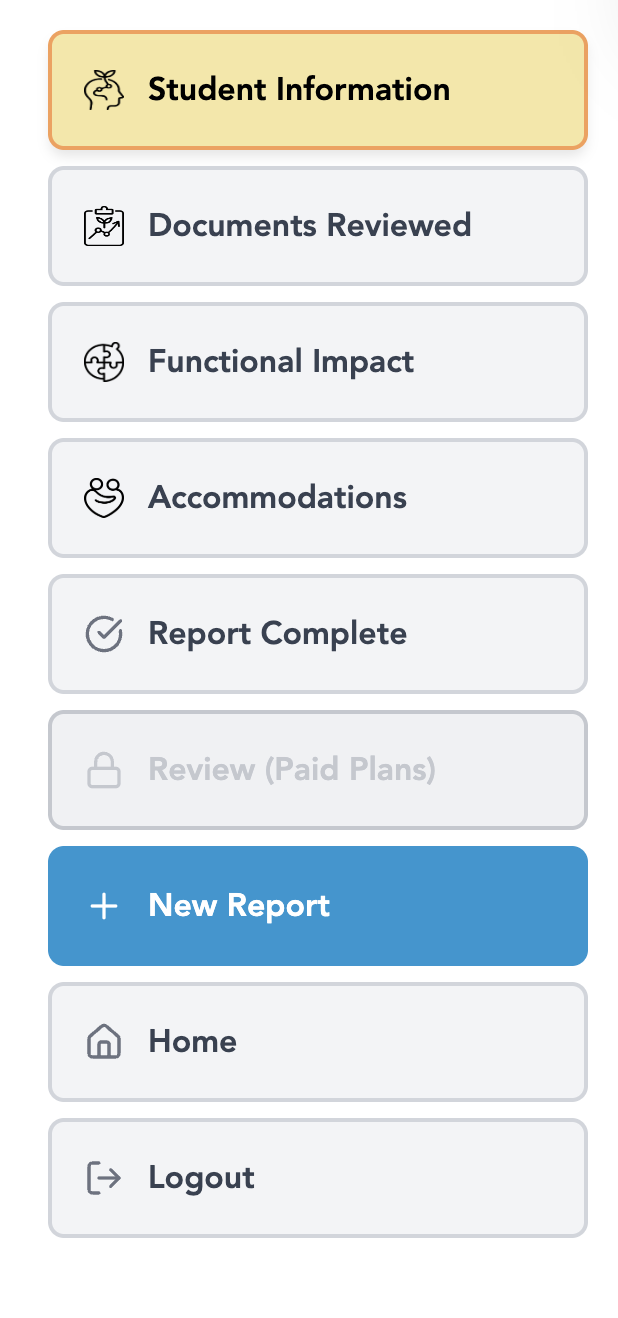 Student Information
Documents Reviewed
Functional Impact
Accommodations
Report Complete
Review (Paid Plans)
New Report
Home
Logout